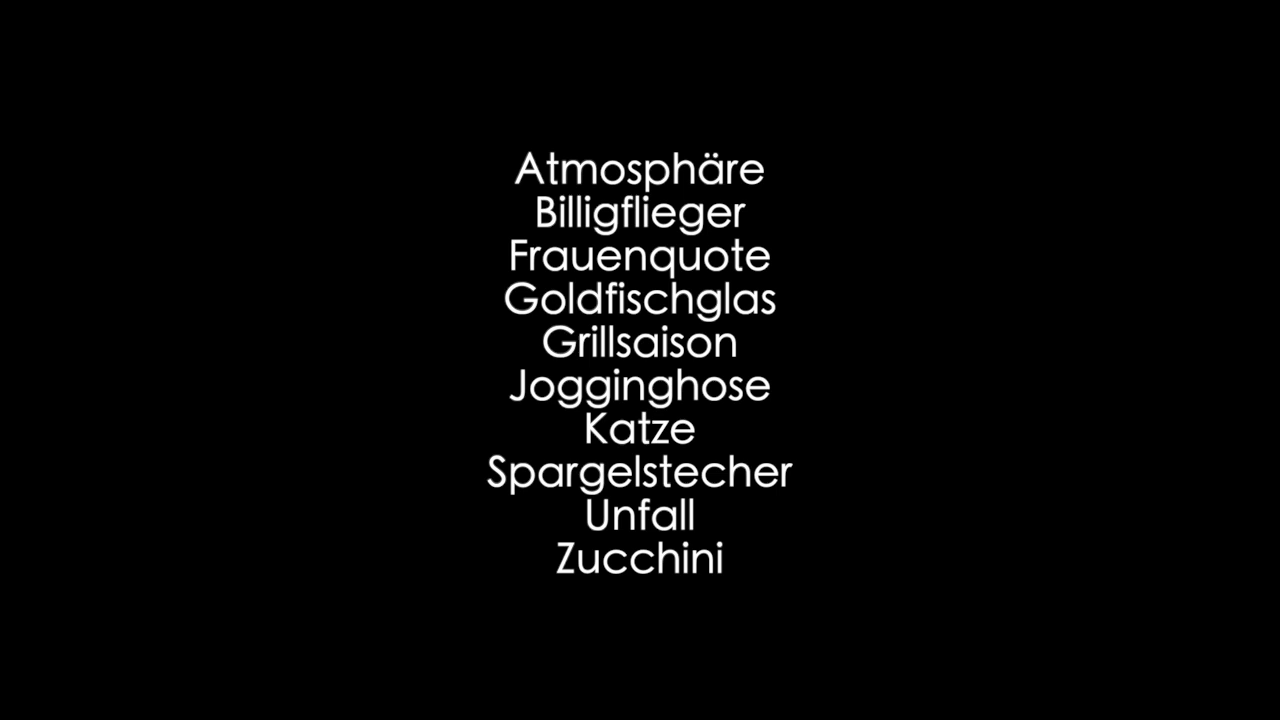 Atmosphäre
Billigflieger
Frauenquote
Goldfischglas
Grillsaison
Jogginghose
Katze
Spargelstecher
Unfall
Zucchini